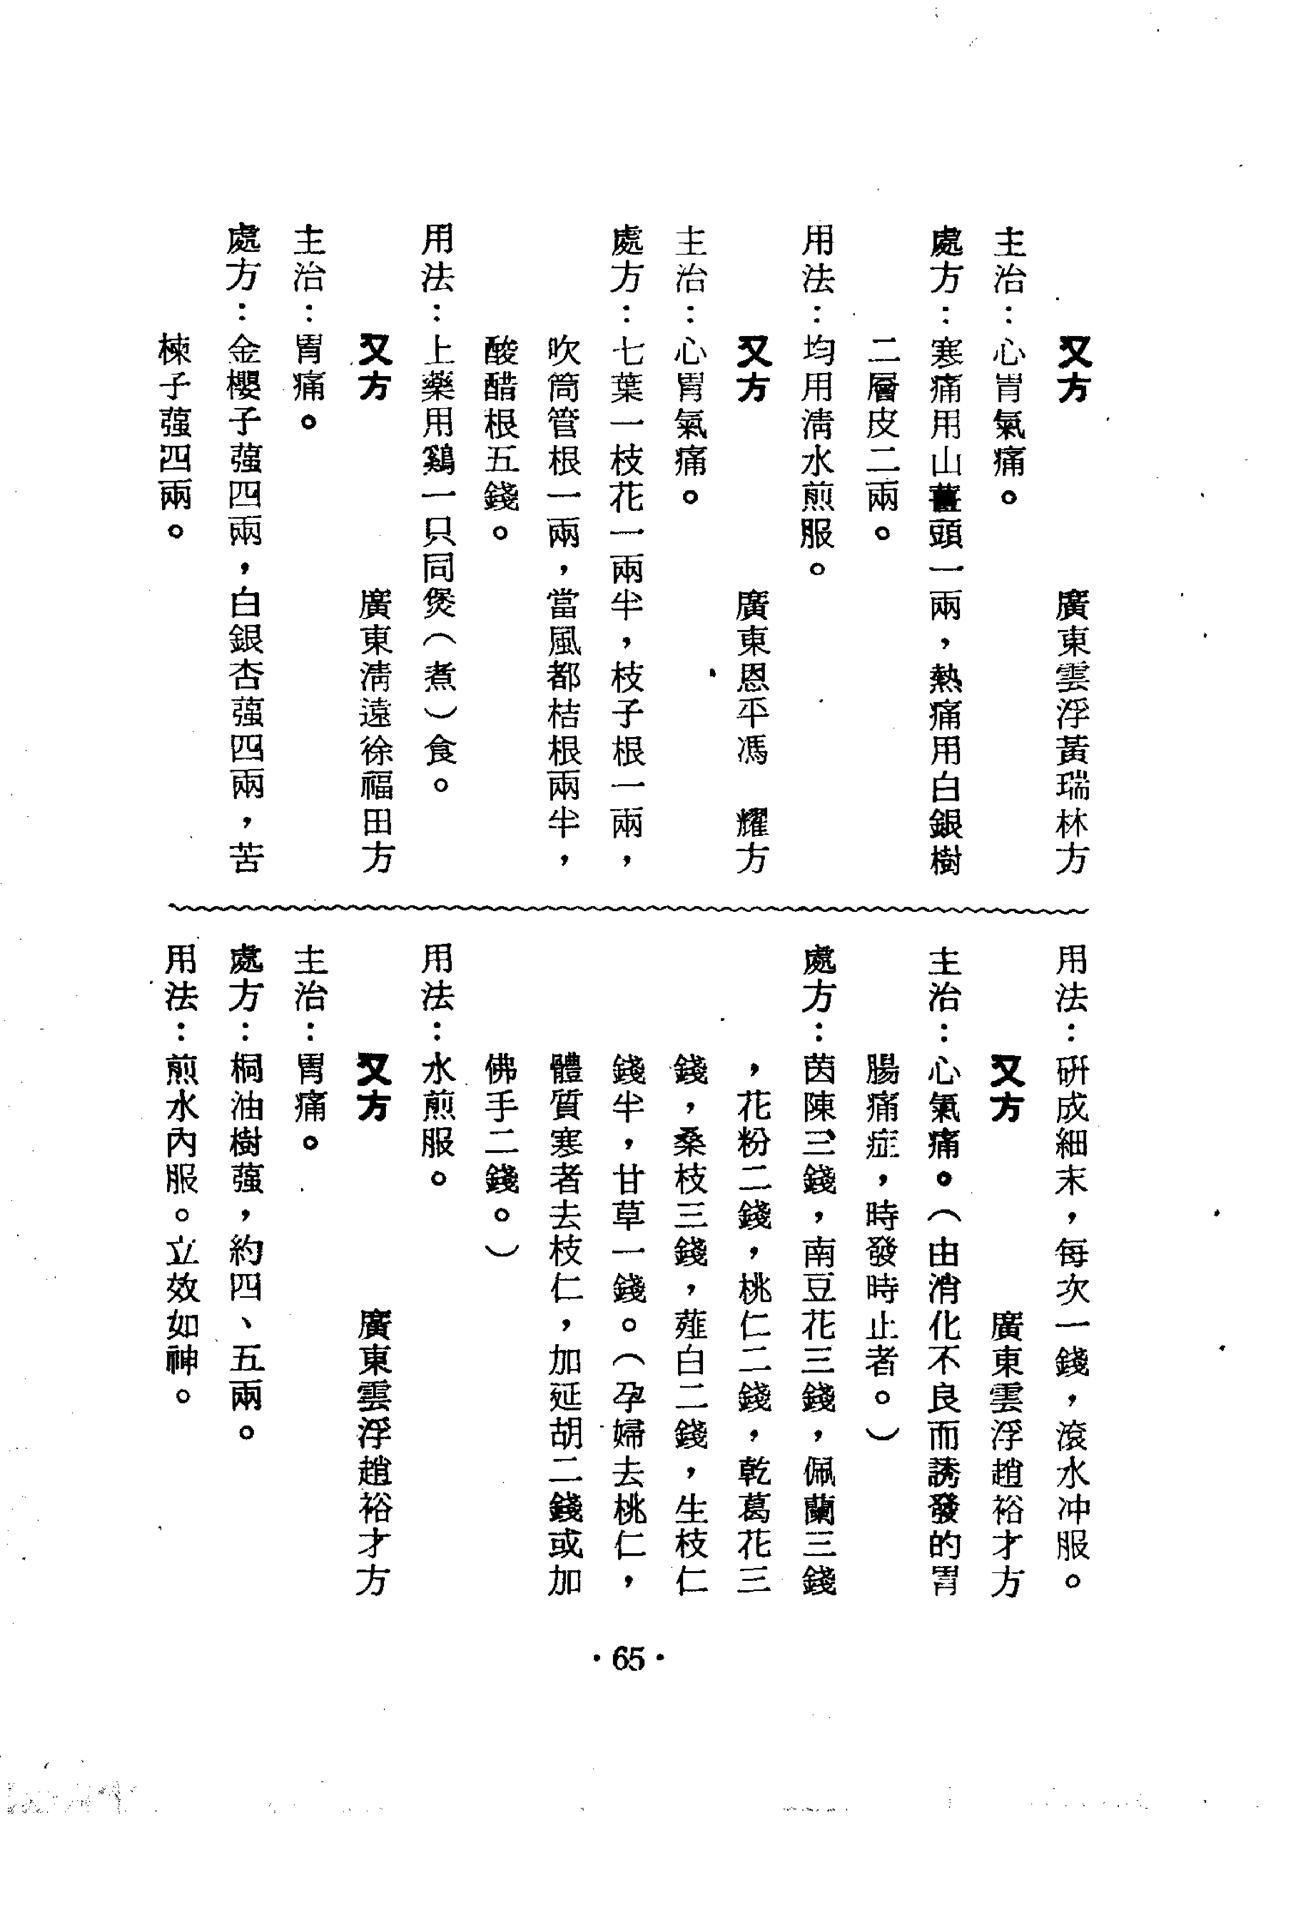 又方 廣東雲浮黃瑞林方
主治：心胃氣痛。
處方：寒痛用山薑頭一兩，熱痛用白銀樹
二層皮二兩。
用法：均用清水煎服。
又方 廣東恩平馮 耀方
主治：心胃氣痛。
處方：七葉一枝花一兩半，枝子根一兩，
吹筒管根一兩，當風都桔根兩半，
酸醋根五錢。
用法：上藥用鷄一只同煲（煮）食。
又方 廣東清遠徐福田方
主治：胃痛。
處方：金櫻子蔃四兩，白銀杏蔃四兩，苦
楝子蔃四兩。
用法：研成細末，每次一錢，滾水冲服。
又方 廣東雲浮趙裕才方
主治：心氣痛。（由消化不良而誘發的胃
腸痛症，時發時止者。）
處方：茵陳三錢，南豆花三錢，佩蘭三錢
，花粉二錢，桃仁二錢，乾葛花三
錢，桑枝三錢，薤白二錢，生枝仁
錢半，甘草一錢。（孕婦去桃仁，
體質寒者去枝仁，加延胡二錢或加
佛手二錢。）
用法：水煎服。
又方 廣東雲浮趙裕才方
主治：胃痛。
處方：桐油樹蔃，約四、五兩。
用法：煎水內服。立效如神。
·65·